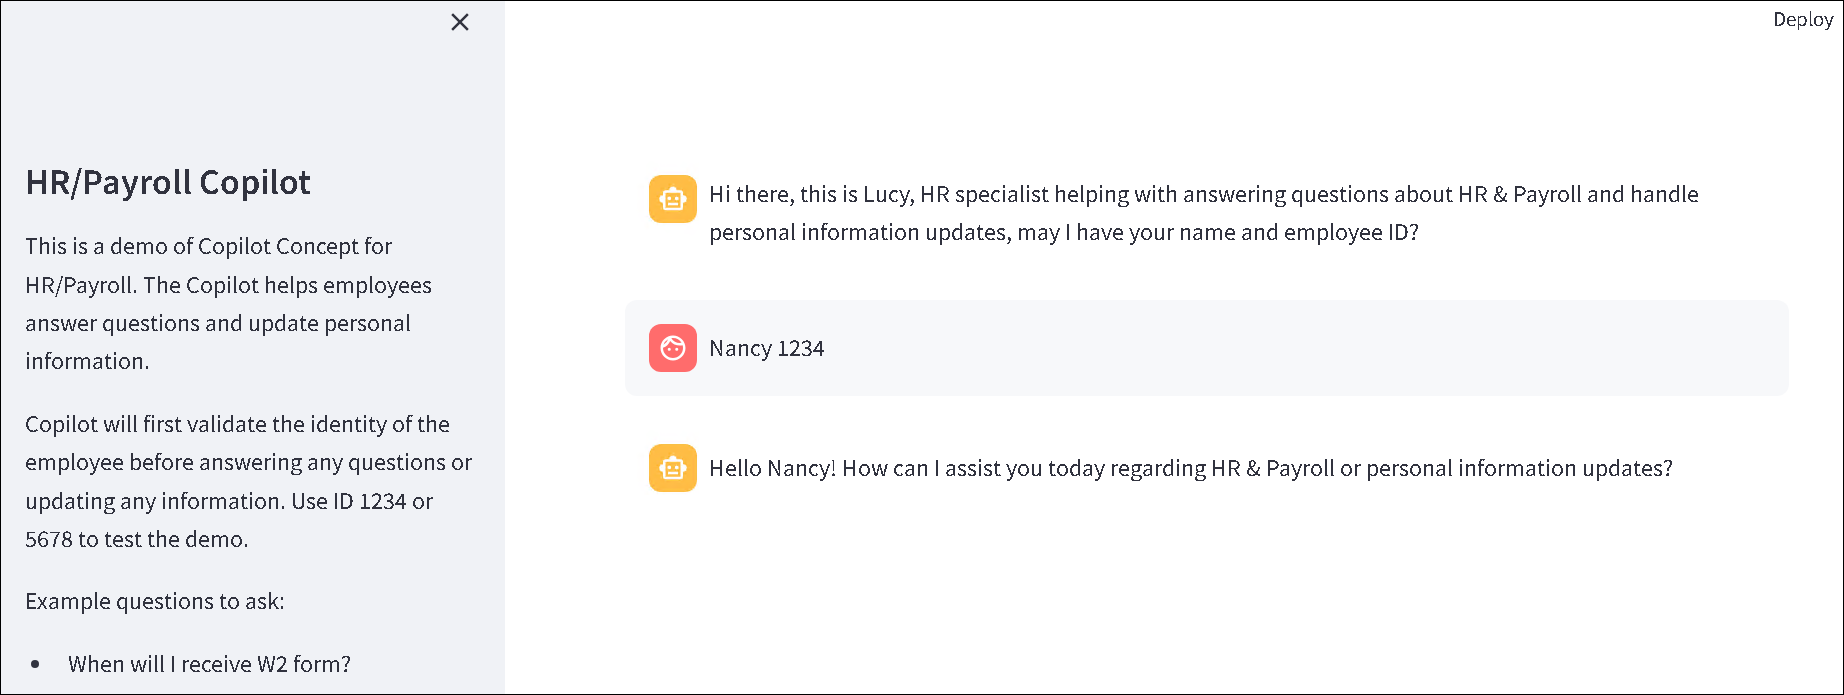 Deploy
HR/Payroll Copilot
This is a demo of Copilot Concept for
HR/Payroll. The Copilot helps employees
answer questions and update personal
information.
Copilot will first validate the identity of the
employee before answering any questions or
updating any information. Use ID 1234 or
5678 to test the demo.
Example questions to ask:
• When will I receive W2 form?
Hi there, this is Lucy, HR specialist helping with answering questions about HR & Payroll and handle
personal information updates, may I have your name and employee ID?
Nancy 1234
Hello Nancy! How can I assist you today regarding HR & Payroll or personal information updates?